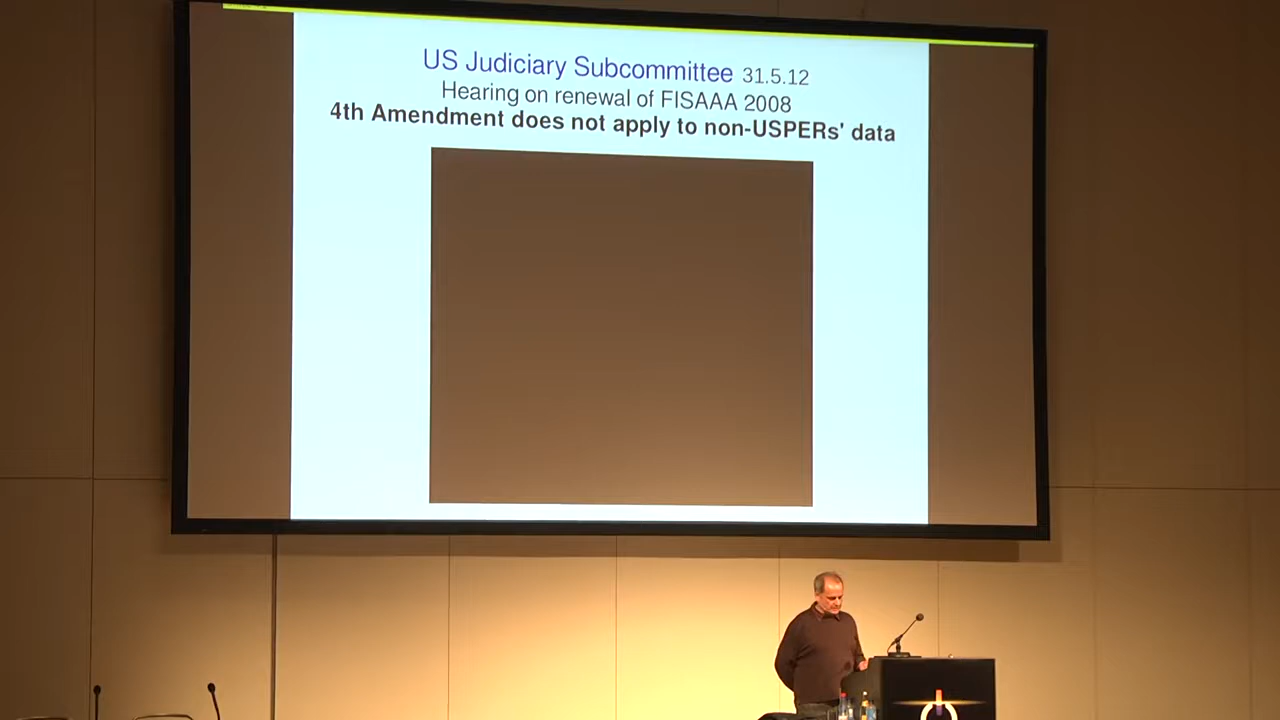 US Judiciary Subcommittee 31.5.12
Hearing on renewal of FISAAA 2008
4th Amendment does not apply to non-USPERs' data